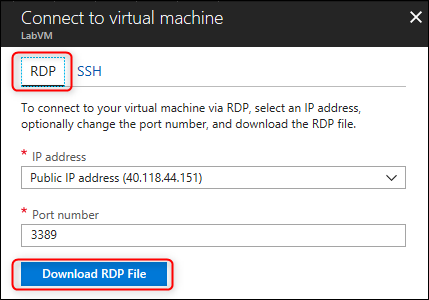 Connect to virtual machine
LabVM
RDP SSH
To connect to your virtual machine via RDP, select an IP address,
optionally change the port number, and download the RDP file.
* IP address
Public IP address (40.118.44.151)
* Port number
3389
Download RDP File